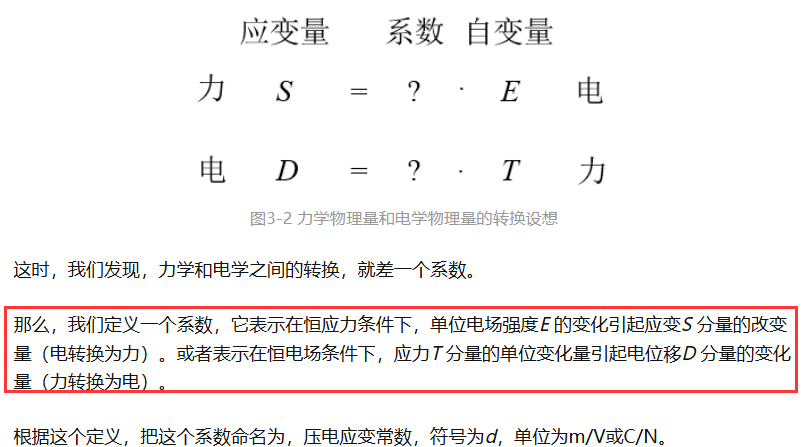 应变量 系数 自变量
力 S = ? · E 电
电 D = ? · T 力
图3-2 力学物理量和电学物理量的转换设想
这时，我们发现，力学和电学之间的转换，就差一个系数。
那么，我们定义一个系数，它表示在恒应力条件下，单位电场强度E 的变化引起应变S 分量的改变
量（电转换为力）。或者表示在恒电场条件下，应力T 分量的单位变化量引起电位移D 分量的变化
量（力转换为电）。
根据这个定义，把这个系数命名为，压电应变常数，符号为d，单位为m/V或C/N。